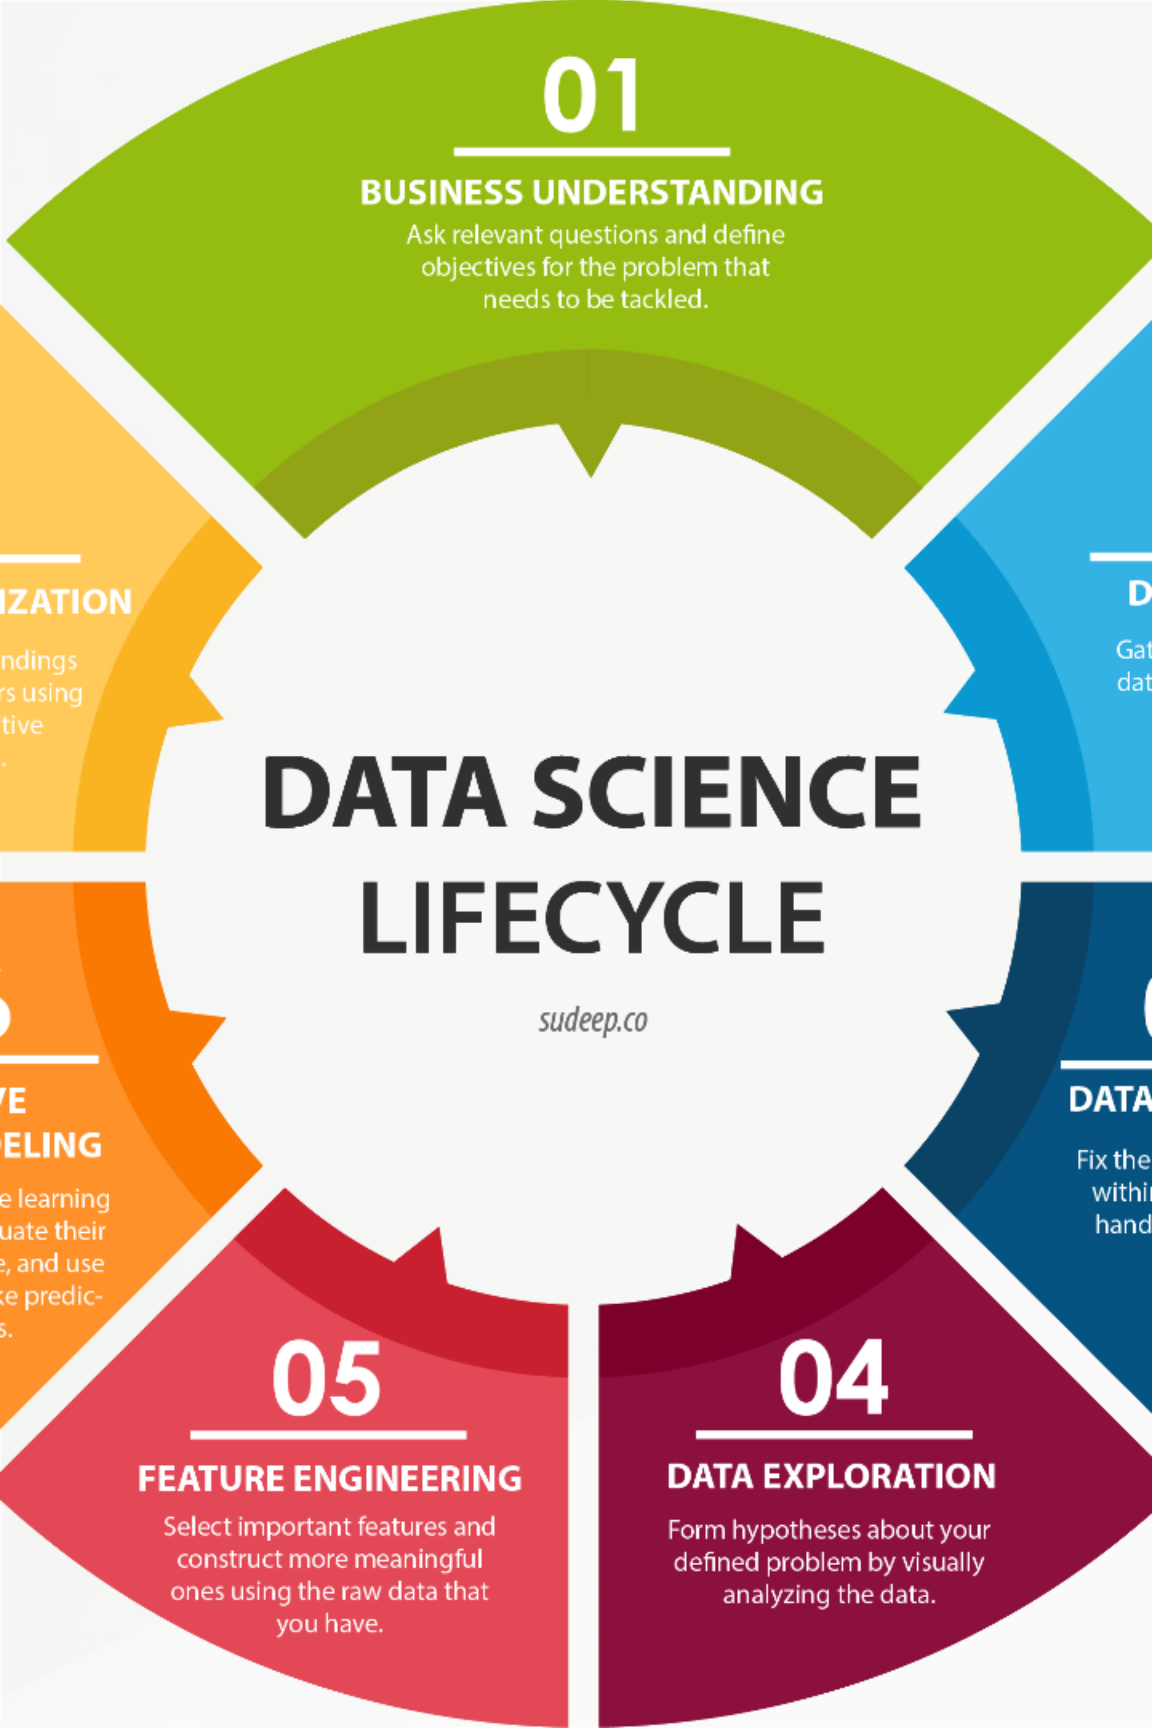 01
BUSINESS UNDERSTANDING
Ask relevant questions and define
objectives for the problem that
needs to be tackled.
D
Gat
dat
DATA
Fix the
withi
hand
04
DATA EXPLORATION
Form hypotheses about your
defined problem by visually
analyzing the data.
05
FEATURE ENGINEERING
Select important features and
construct more meaningful
ones using the raw data that
you have.
VE
ELING
e learning
uate their
e, and use
ke predic-
s.
IZATION
ndings
rs using
tive
.
DATA SCIENCE
LIFECYCLE
sudeep.co